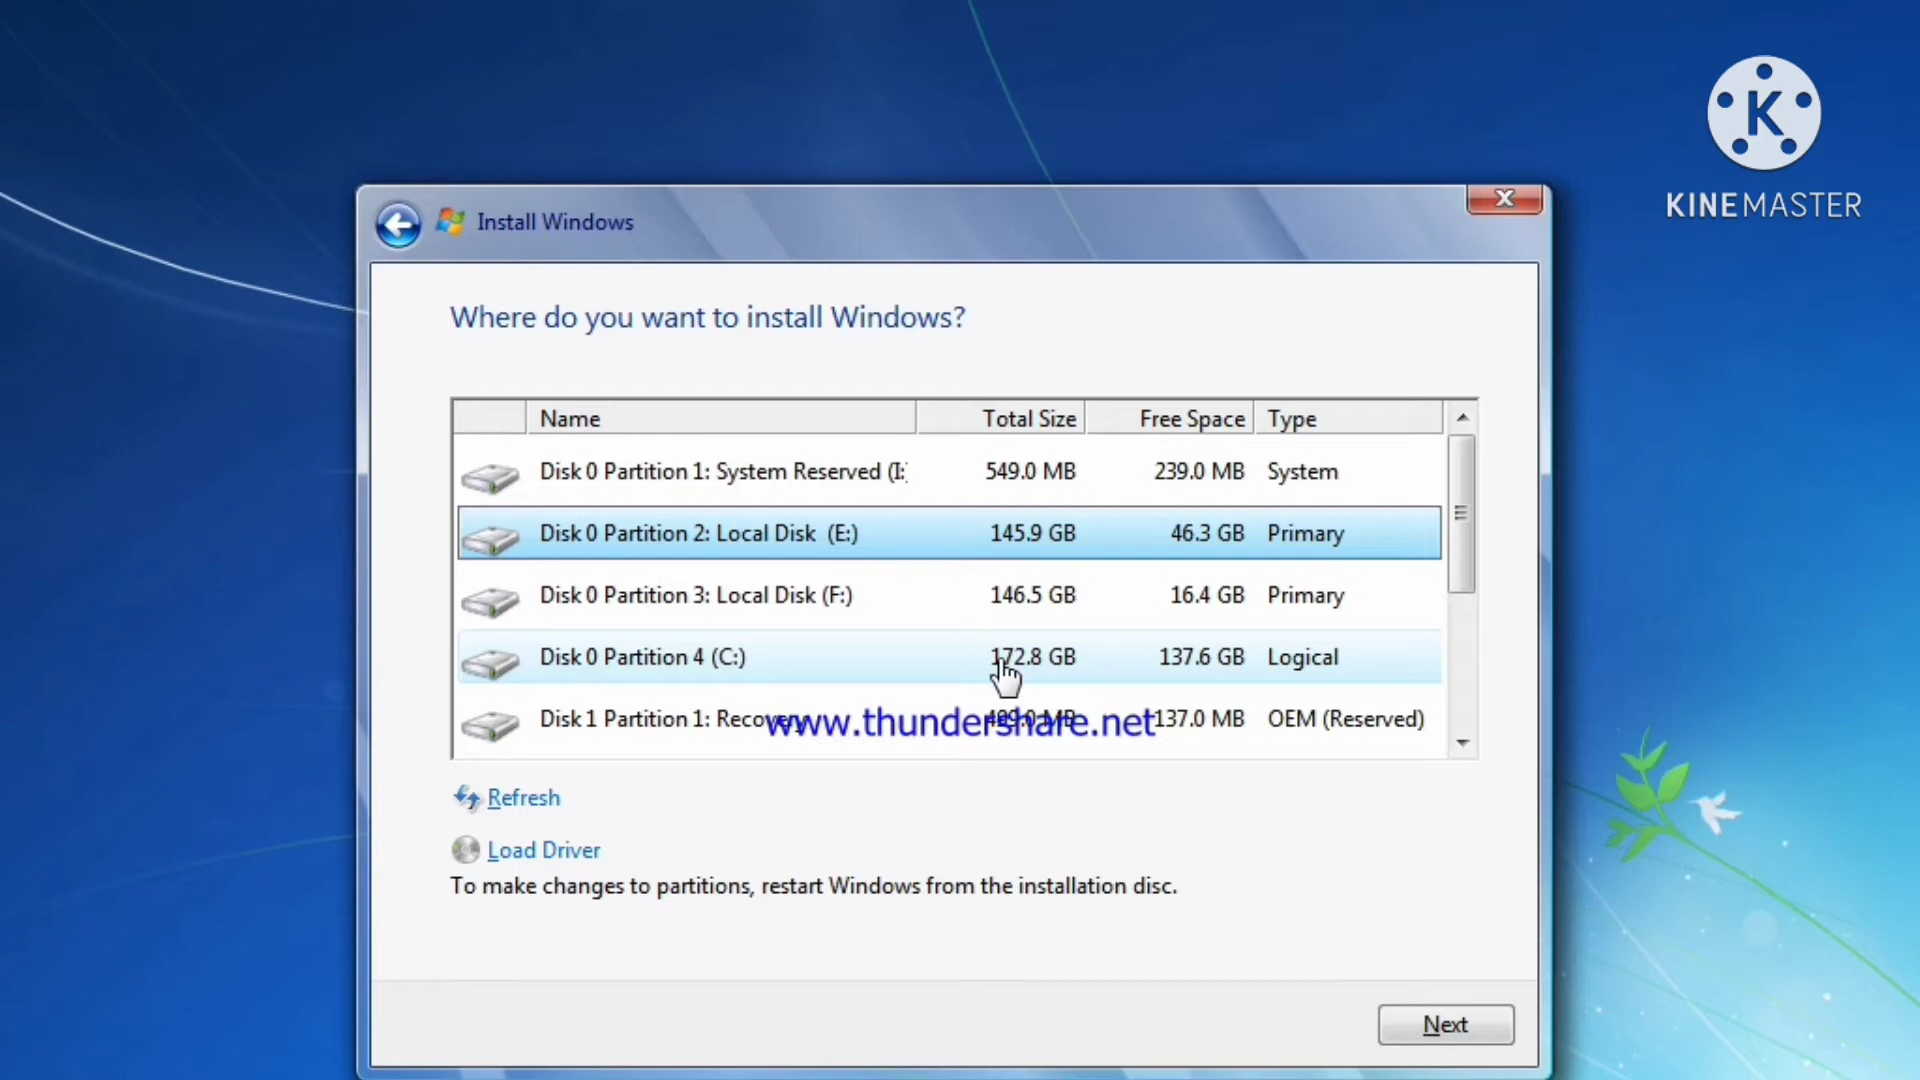 K
KINEMASTER
Install Windows
Where do you want to install Windows?
Name Total Size Free Space Type
Disk 0 Partition 1: System Reserved (I: 549.0 MB 239.0 MB System
Disk 0 Partition 2: Local Disk (E:) 145.9 GB 46.3 GB Primary
Disk 0 Partition 3: Local Disk (F:) 146.5 GB 16.4 GB Primary
Disk 0 Partition 4 (C:) 172.8 GB 137.6 GB Logical
Disk 1 Partition 1: Recovery 137.0 MB OEM (Reserved)
www.thundershare.net
Refresh
Load Driver
To make changes to partitions, restart Windows from the installation disc.
Next